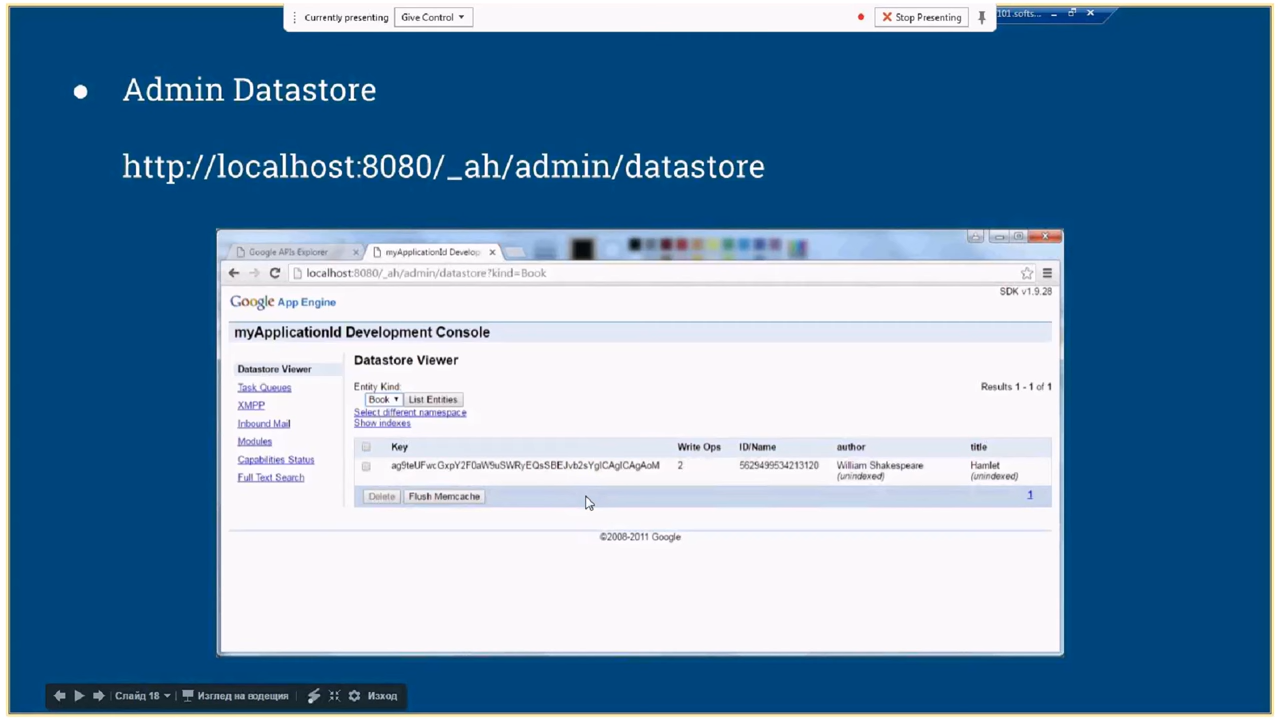 Currently presenting Give Control Stop Presenting
101.softs...
Admin Datastore
http://localhost:8080/_ah/admin/datastore
Google APIs Explorer myApplicationId Develop
localhost:8080/_ah/admin/datastore?kind=Book
SDK v1.9.28
Google App Engine
myApplicationId Development Console
Datastore Viewer
Task Queues
XMPP
Inbound Mail
Modules
Capabilities Status
Full Text Search
Datastore Viewer
Entity Kind:
Results 1 - 1 of 1
Book List Entities
Select different namespace
Show indexes
Key Write Ops ID/Name author title
2 5629499534213120 William Shakespeare Hamlet
(unindexed) (unindexed)
Delete Flush Memcache 1
©2008-2011 Google
Слайд 18 Изглед на водещия Изход